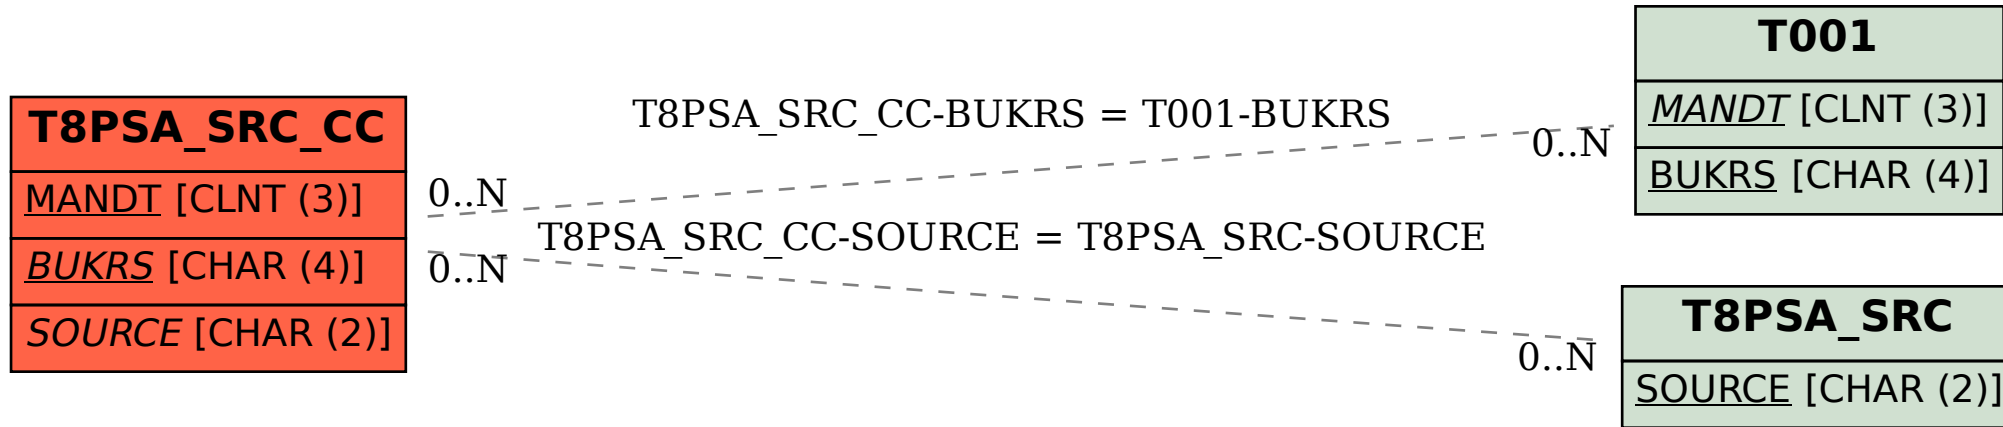 T8PSA_SRC_CC
MANDT [CLNT (3)]
BUKRS [CHAR (4)]
SOURCE [CHAR (2)]
T8PSA_SRC_CC-BUKRS = T001-BUKRS
0..N
0..N
T8PSA_SRC_CC-SOURCE = T8PSA_SRC-SOURCE
0..N
0..N
T001
MANDT [CLNT (3)]
BUKRS [CHAR (4)]
T8PSA_SRC
SOURCE [CHAR (2)]